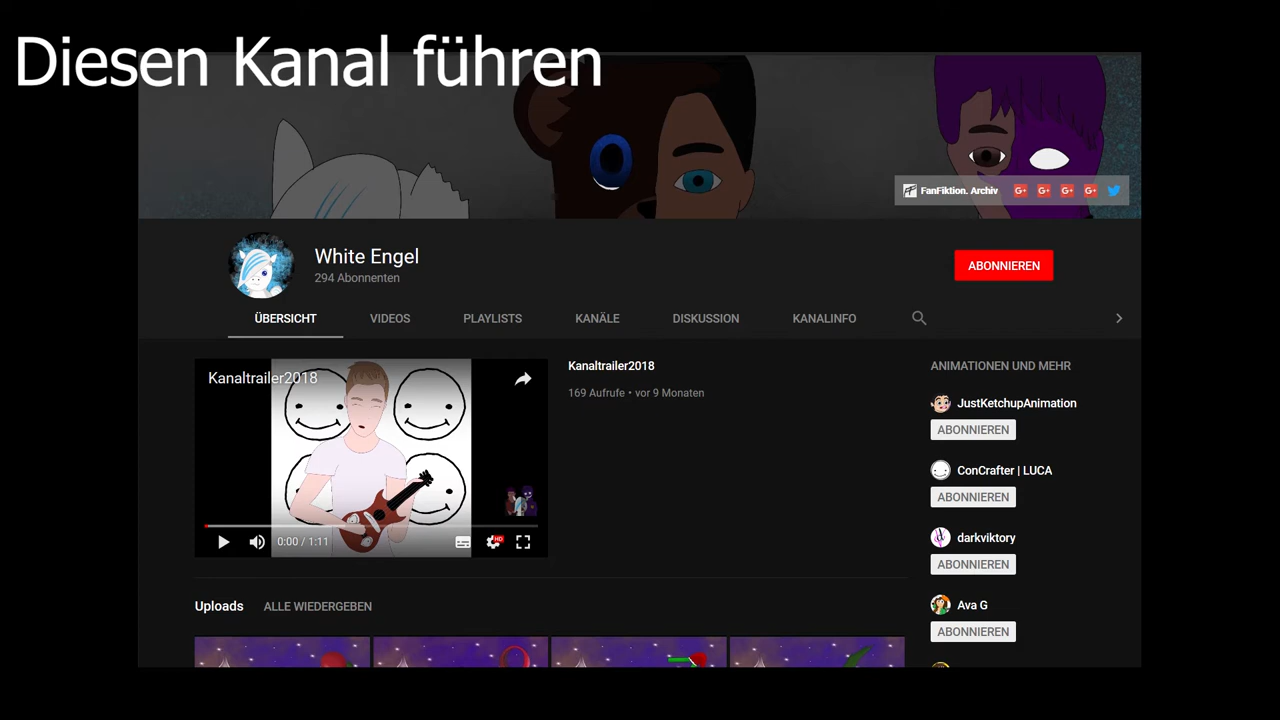 Diesen Kanal führen
FanFiktion. Archiv
White Engel
294 Abonnenten
ABONNIEREN
ÜBERSICHT VIDEOS PLAYLISTS KANÄLE DISKUSSION KANALINFO
Kanaltrailer2018
0:00 / 1:11
HD
Kanaltrailer2018
169 Aufrufe • vor 9 Monaten
ANIMATIONEN UND MEHR
JustKetchupAnimation
ABONNIEREN
ConCrafter | LUCA
ABONNIEREN
darkviktory
ABONNIEREN
Ava G
ABONNIEREN
Uploads ALLE WIEDERGEBEN